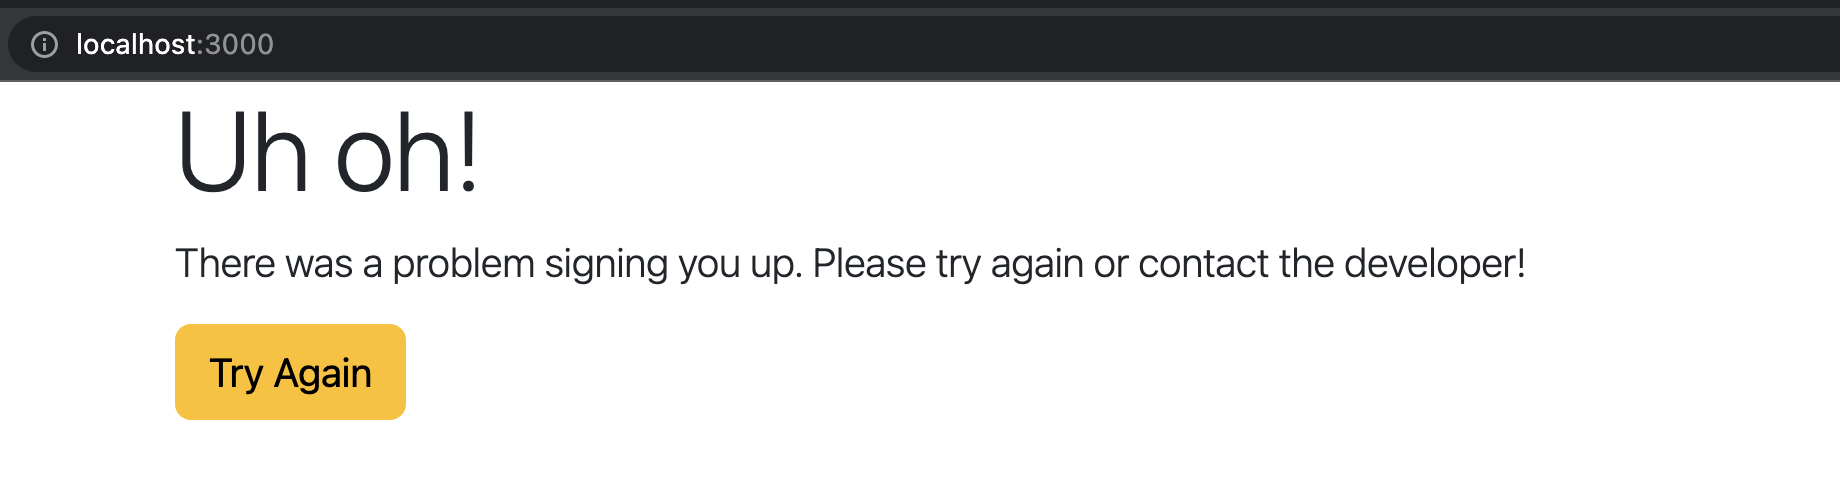 localhost:3000
Uh oh!
There was a problem signing you up. Please try again or contact the developer!
Try Again